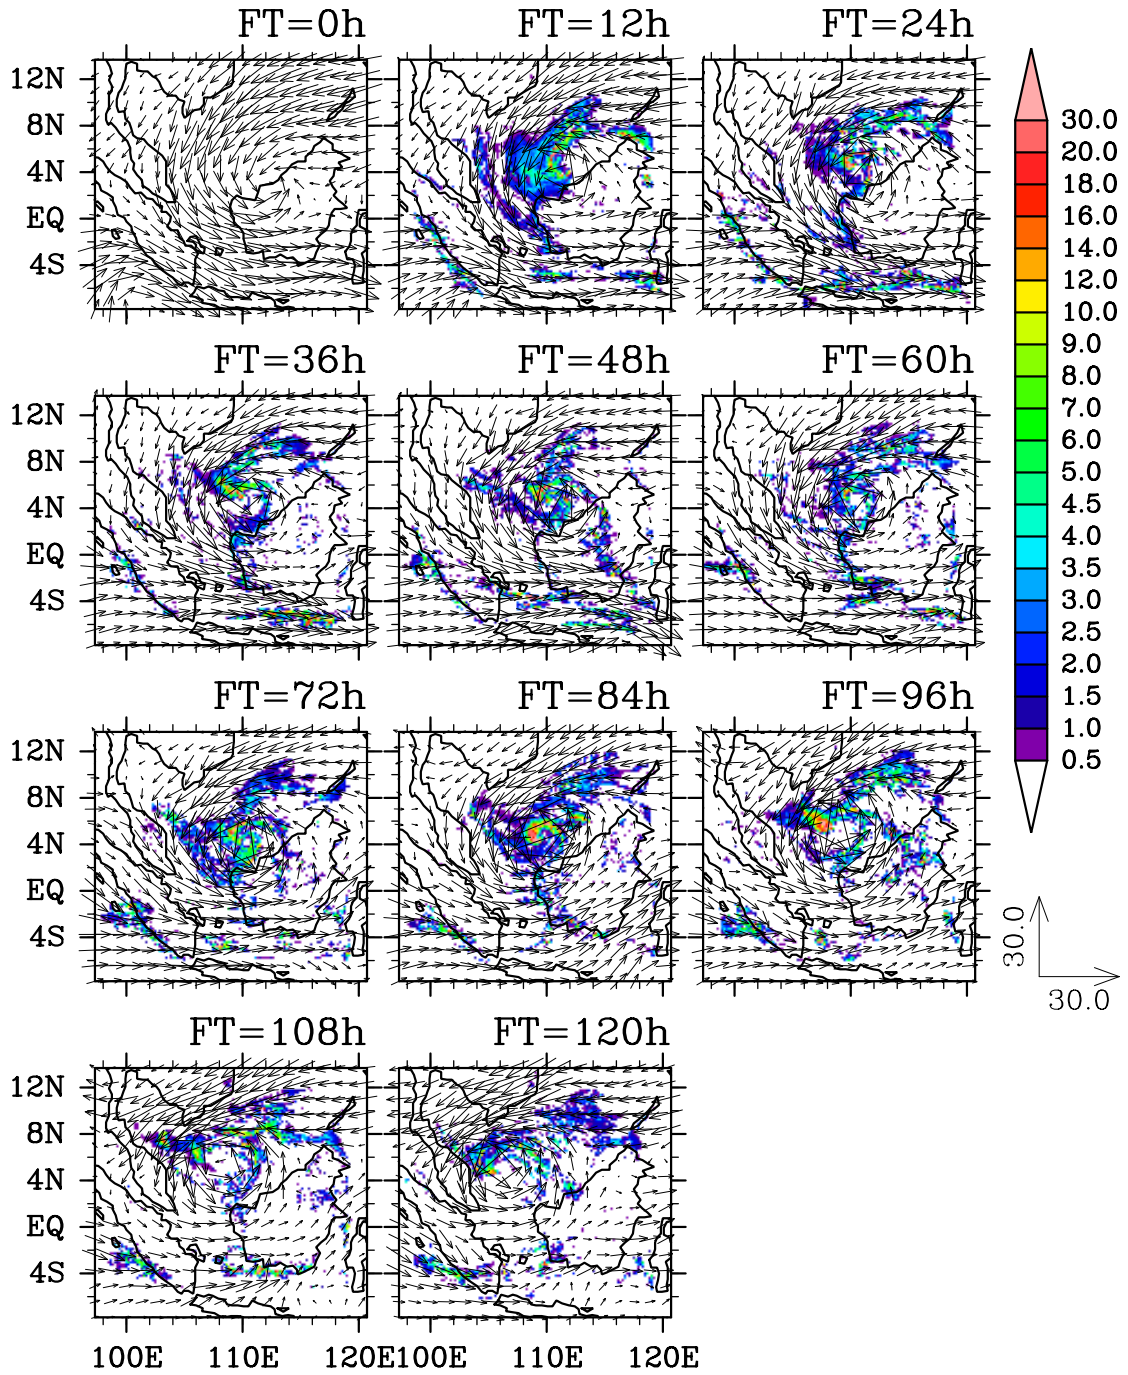 FT=0h
FT=12h
FT=24h
12N
8N
4N
EQ
4S
30.0
20.0
18.0
16.0
14.0
12.0
10.0
9.0
8.0
7.0
6.0
5.0
4.5
4.0
3.5
3.0
2.5
2.0
1.5
1.0
0.5
FT=36h
FT=48h
FT=60h
12N
8N
4N
EQ
4S
FT=72h
FT=84h
FT=96h
12N
8N
4N
EQ
4S
30.0
30.0
FT=108h
FT=120h
12N
8N
4N
EQ
4S
100E 110E 120E
100E 110E 120E